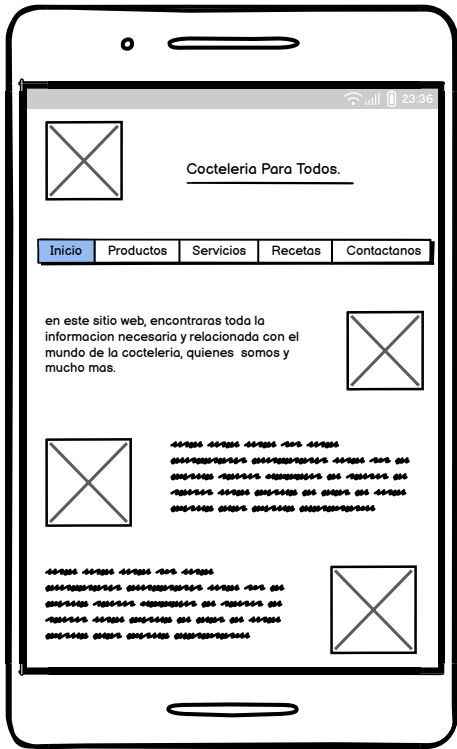 23:36
Cocteleria Para Todos.
Inicio Productos Servicios Recetas Contactanos
en este sitio web, encontraras toda la
informacion necesaria y relacionada con el
mundo de la cocteleria, quienes somos y
mucho mas.